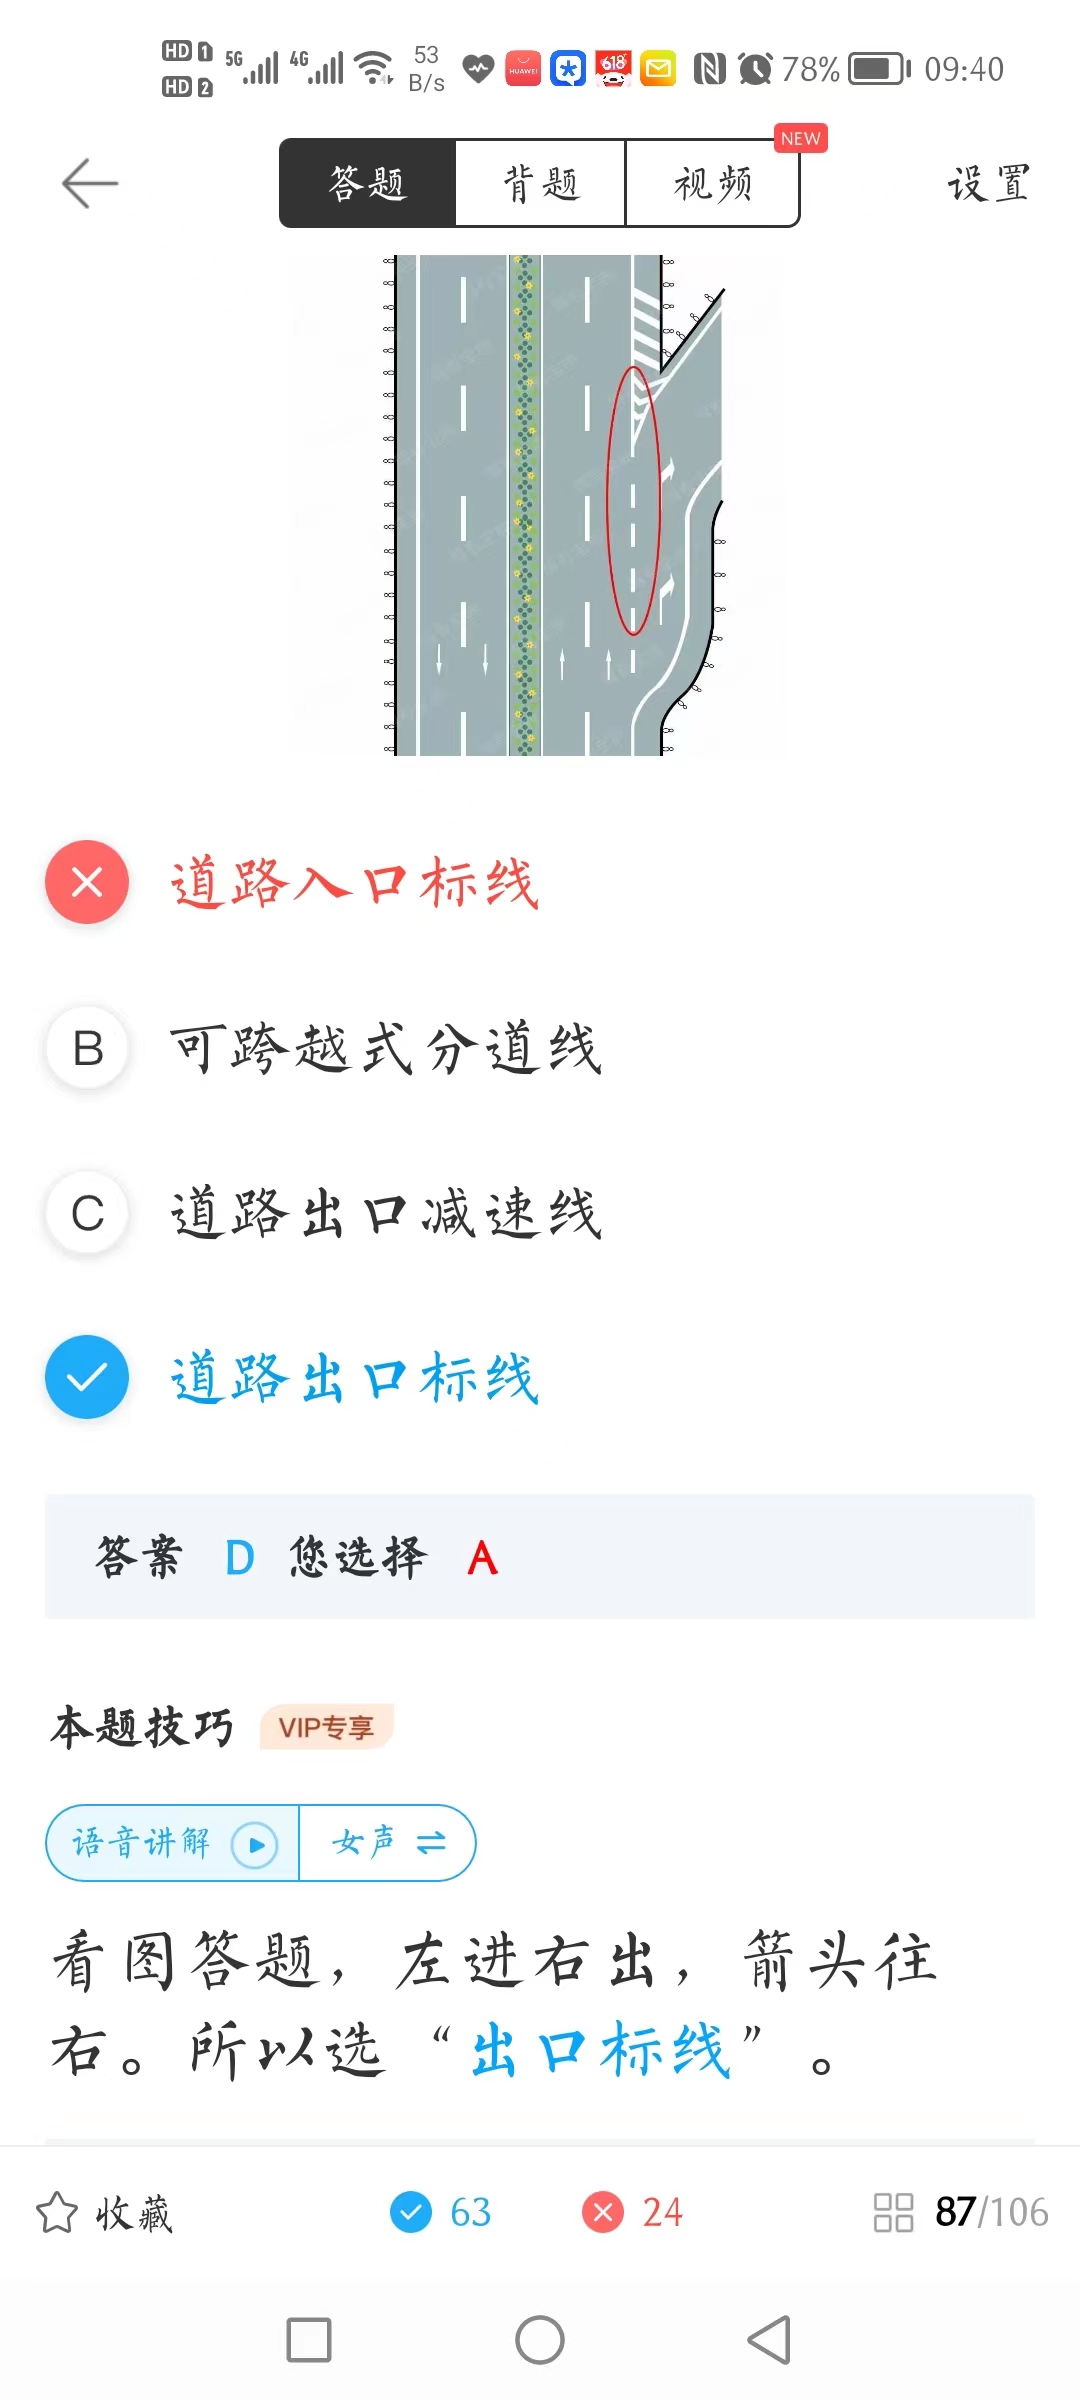 HD 1 5G 4G 53 HUAWEI 618 78% 09:40
HD 2 B/s
NEW
答题 背题 视频 设置
道路入口标线
B 可跨越式分道线
C 道路出口减速线
道路出口标线
答案 D 您选择 A
本题技巧 VIP专享
语音讲解 女声
看图答题，左进右出，箭头往
右。所以选“出口标线”。
收藏 63 24 87/106